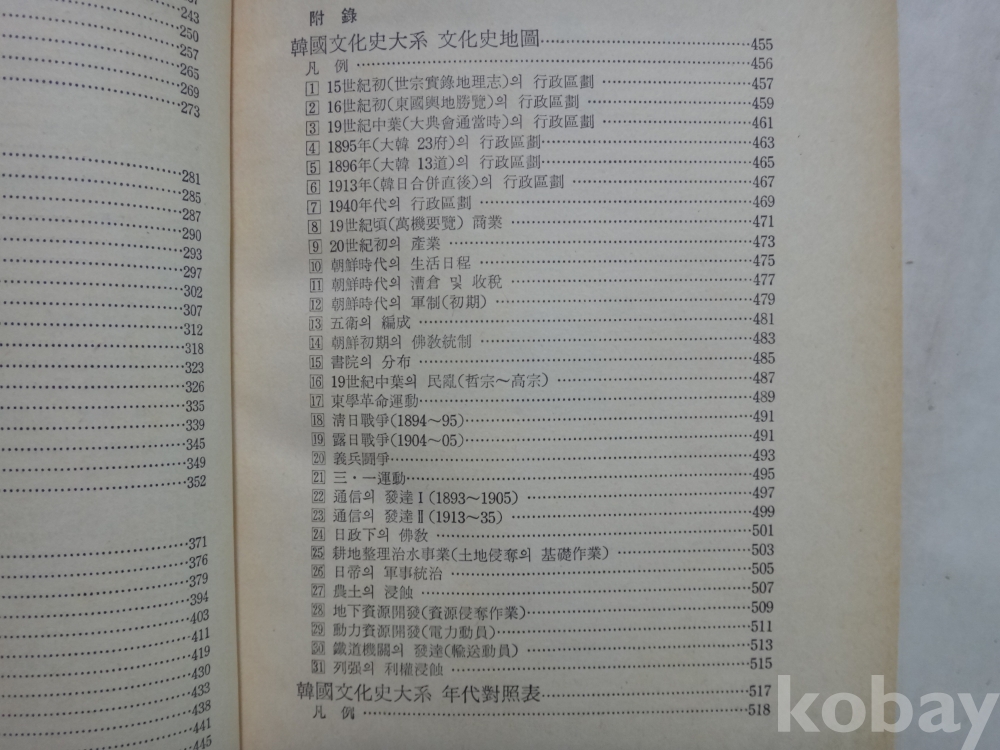 243
250
257
265
269
273
281
285
287
290
293
297
302
307
312
318
323
326
335
339
345
349
352
371
376
379
394
403
411
419
430
433
438
441
445
附 錄
韓國文化史大系 文化史地圖 455
凡 例 456
1 15世紀初(世宗實錄地理志)의 行政區劃 457
2 16世紀初(東國輿地勝覽)의 行政區劃 459
3 19世紀中葉(大典會通當時)의 行政區劃 461
4 1895年(大韓 23府)의 行政區劃 463
5 1896年(大韓 13道)의 行政區劃 465
6 1913年(韓日合倂直後)의 行政區劃 467
7 1940年代의 行政區劃 469
8 19世紀頃(萬機要覽) 商業 471
9 20世紀初의 產業 473
10 朝鮮時代의 生活日程 475
11 朝鮮時代의 漕倉 및 收稅 477
12 朝鮮時代의 軍制(初期) 479
13 五衛의 編成 481
14 朝鮮初期의 佛敎統制 483
15 書院의 分布 485
16 19世紀中葉의 民亂(哲宗～高宗) 487
17 東學革命運動 489
18 淸日戰爭(1894～95) 491
19 露日戰爭(1904～05) 491
20 義兵鬪爭 493
21 三·一運動 495
22 通信의 發達Ⅰ(1893～1905) 497
23 通信의 發達Ⅱ(1913～35) 499
24 日政下의 佛敎 501
25 耕地整理治水事業(土地侵奪의 基礎作業) 503
26 日帝의 軍事統治 505
27 農土의 浸蝕 507
28 地下資源開發(資源侵奪作業) 509
29 動力資源開發(電力動員) 511
30 鐵道機關의 發達(輸送動員) 513
31 列强의 利權浸蝕 515
韓國文化史大系 年代對照表 517
凡 例 518
kobay